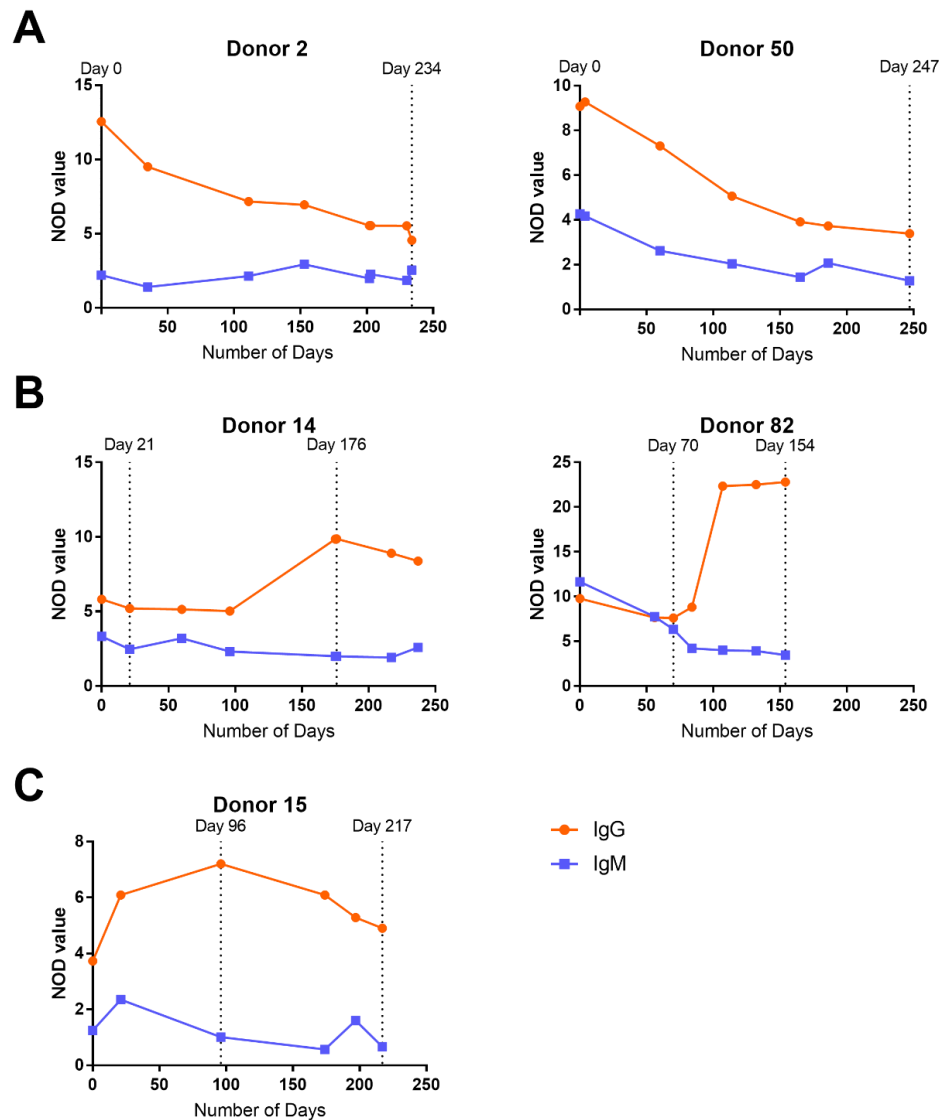 A
Donor 2
Day 0 Day 234
15
10
5
0
NOD value
50 100 150 200 250
Number of Days
Donor 50
Day 0 Day 247
10
8
6
4
2
0
NOD value
0 50 100 150 200 250
Number of Days
B
Donor 14
Day 21 Day 176
15
10
5
0
NOD value
0 50 100 150 200 250
Number of Days
Donor 82
Day 70 Day 154
25
20
15
10
5
0
NOD value
0 50 100 150 200 250
Number of Days
C
Donor 15
Day 96 Day 217
8
6
4
2
0
NOD value
0 50 100 150 200 250
Number of Days
IgG
IgM